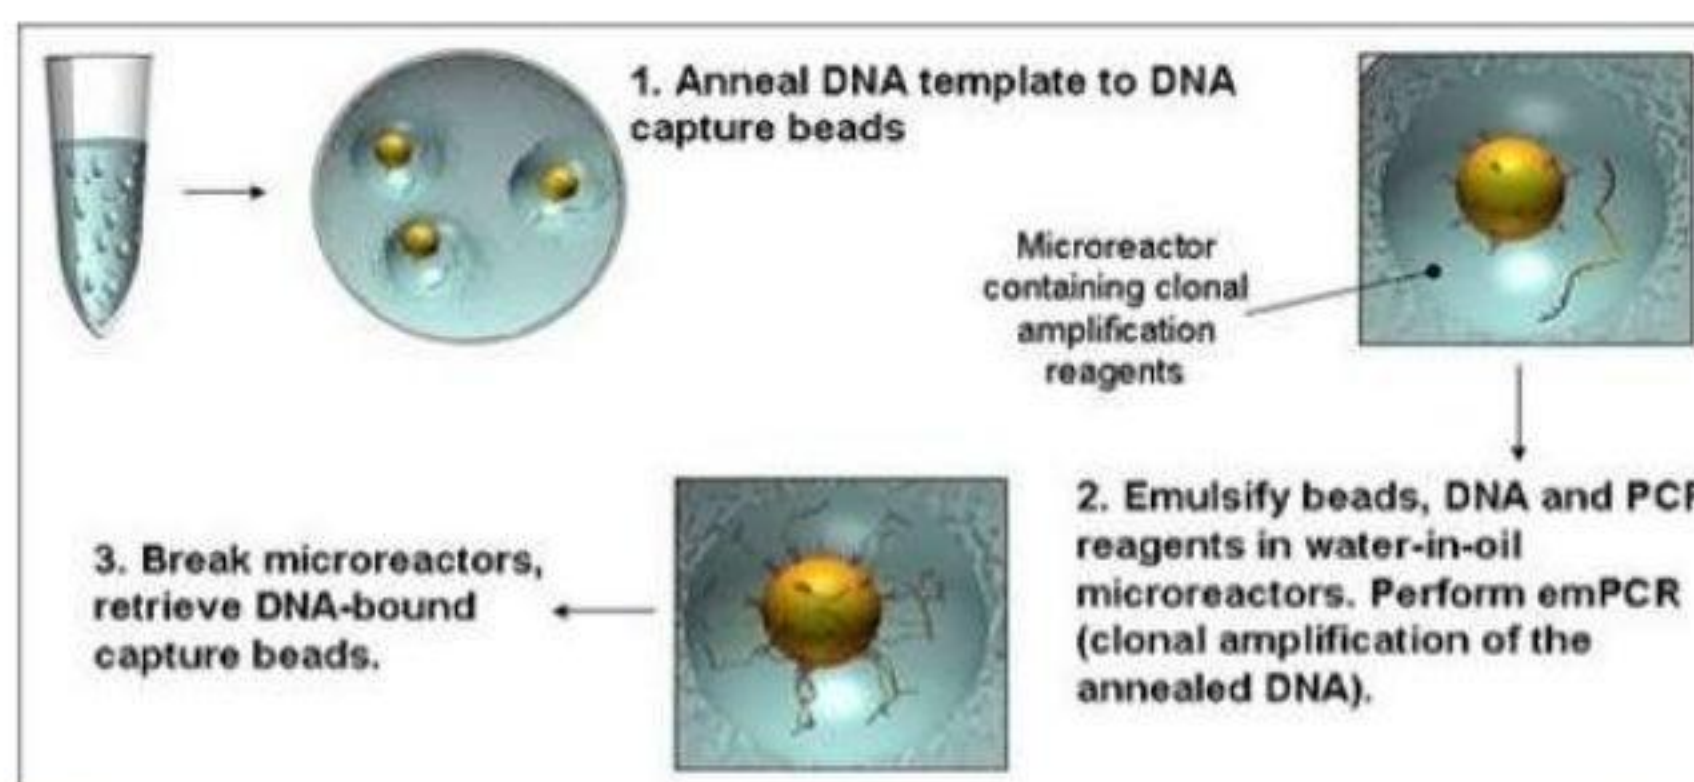 1. Anneal DNA template to DNA
capture beads
Microreactor
containing clonal
amplification
reagents
2. Emulsify beads, DNA and PCR
reagents in water-in-oil
microreactors. Perform emPCR
(clonal amplification of the
annealed DNA).
3. Break microreactors,
retrieve DNA-bound
capture beads.